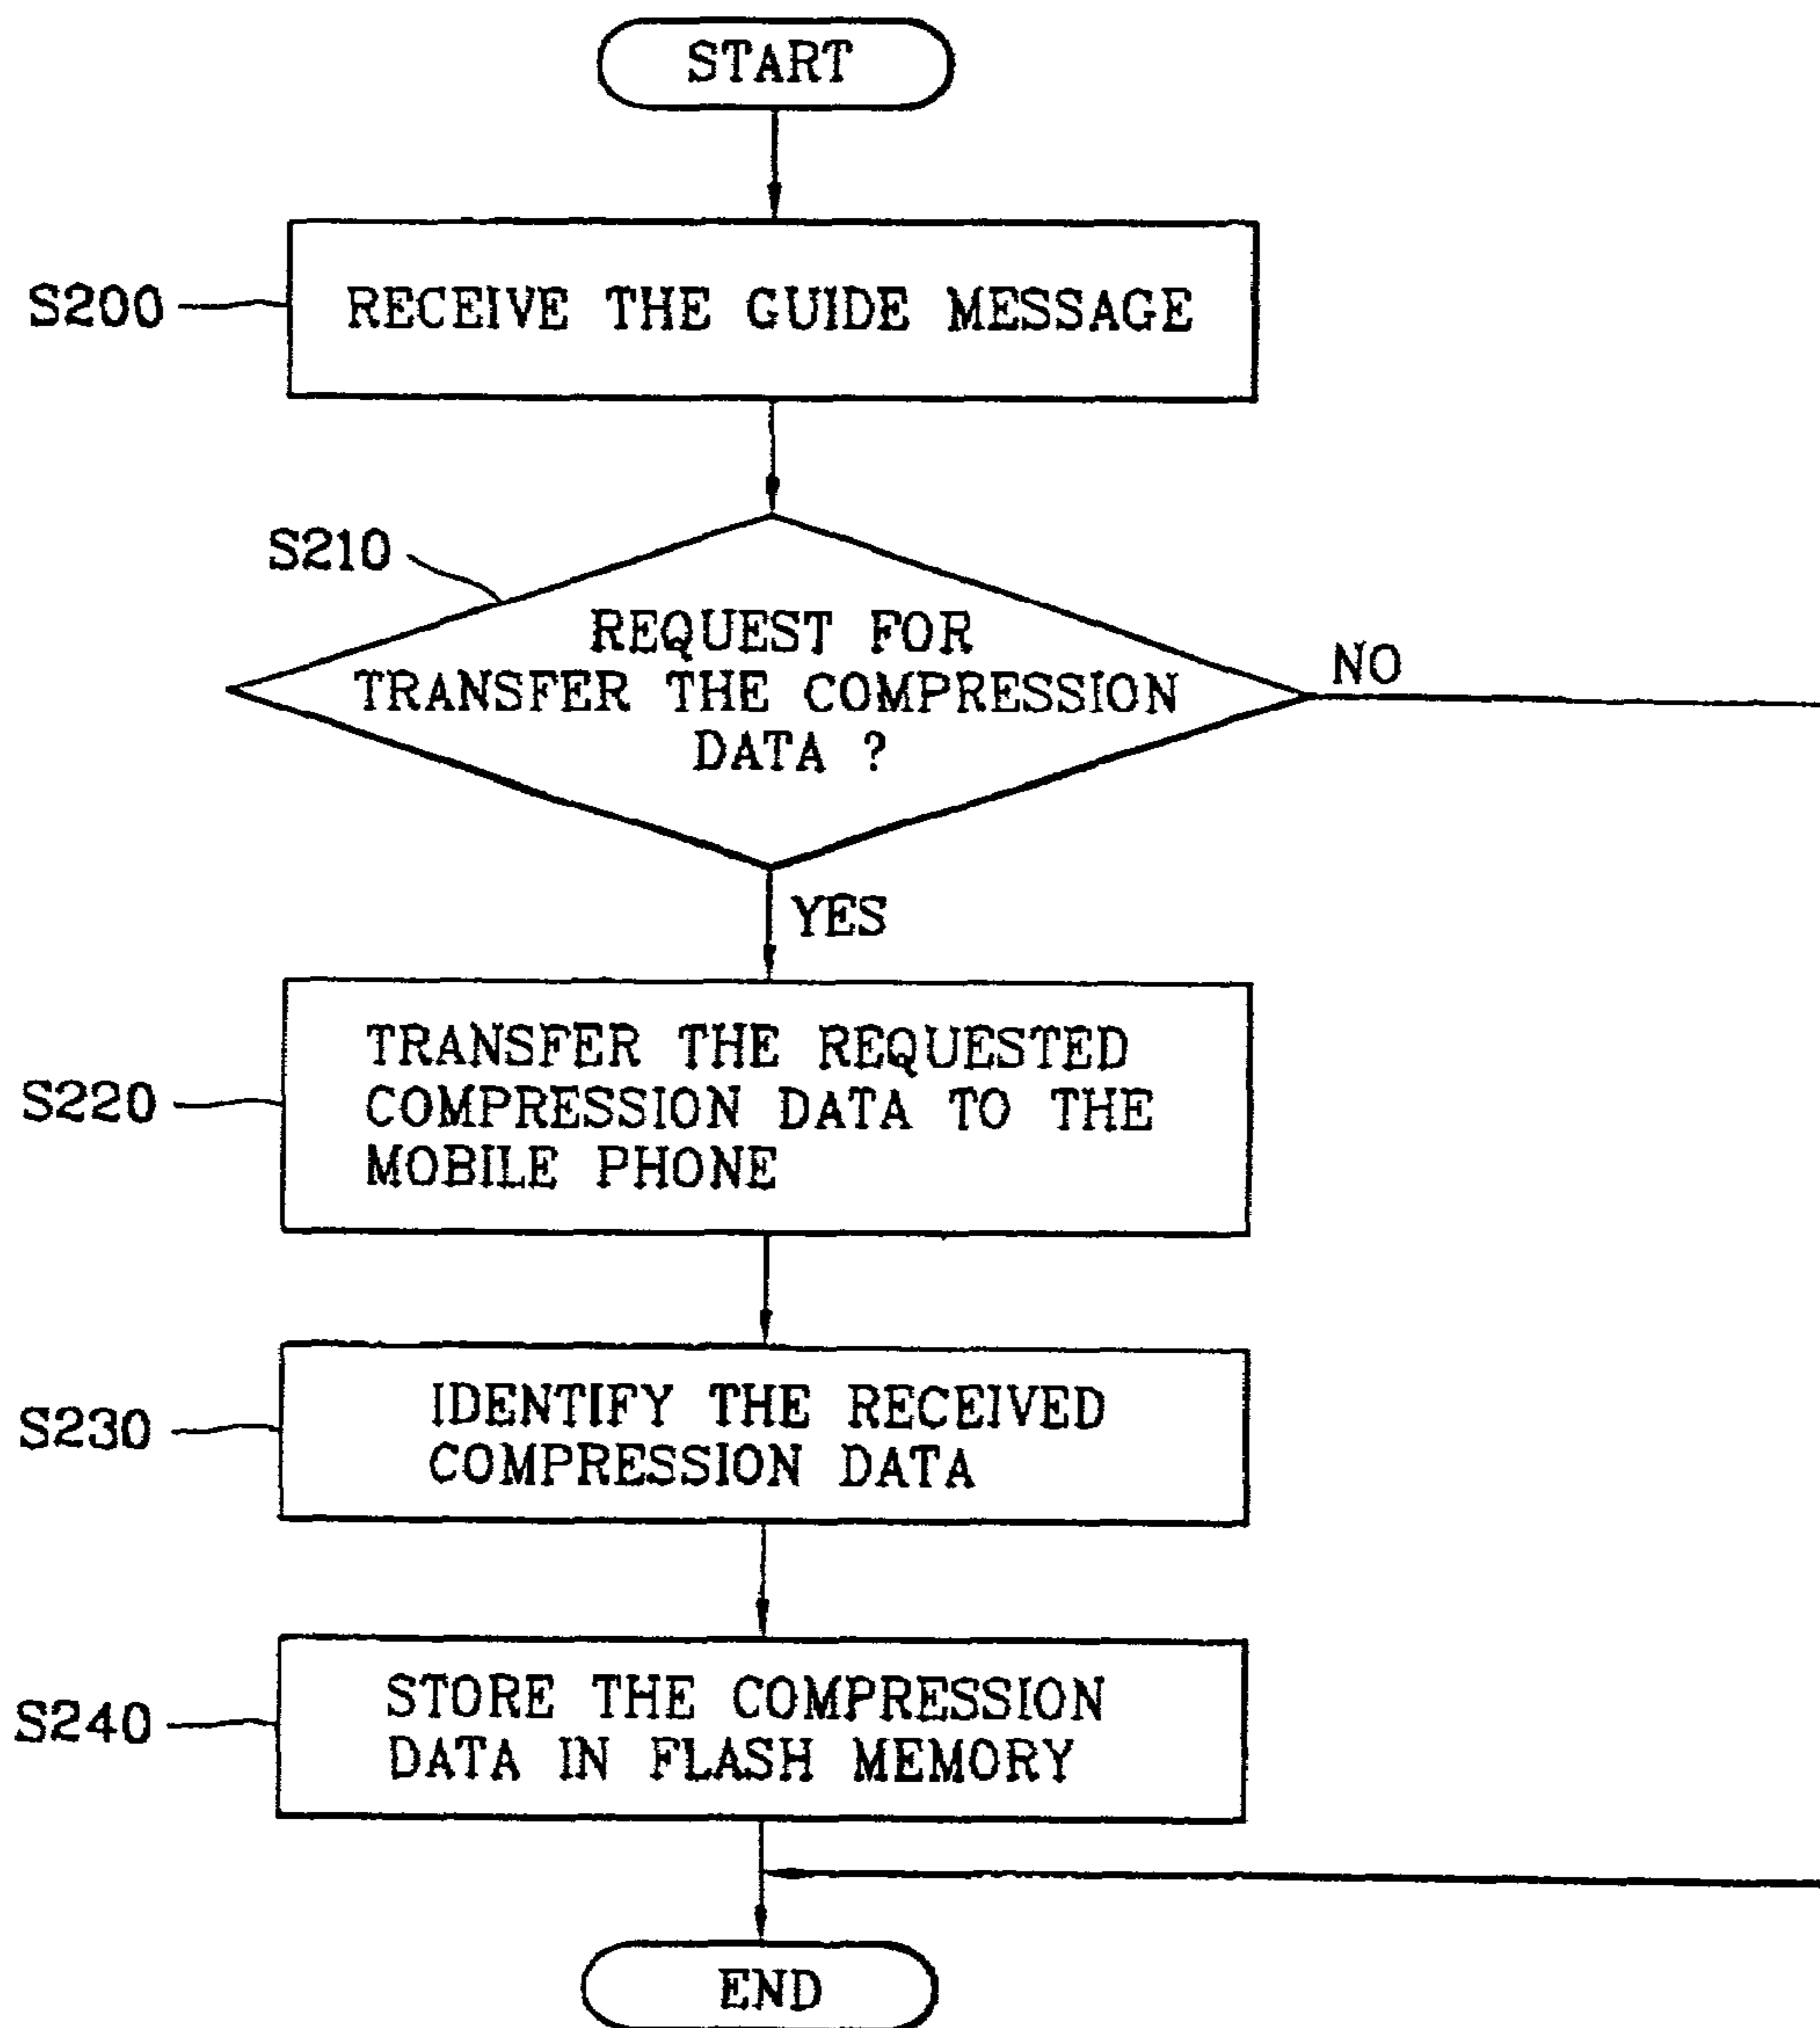 START
S200
RECEIVE THE GUIDE MESSAGE
S210
REQUEST FOR
TRANSFER THE COMPRESSION
DATA ?
NO
YES
S220
TRANSFER THE REQUESTED
COMPRESSION DATA TO THE
MOBILE PHONE
S230
IDENTIFY THE RECEIVED
COMPRESSION DATA
S240
STORE THE COMPRESSION
DATA IN FLASH MEMORY
END